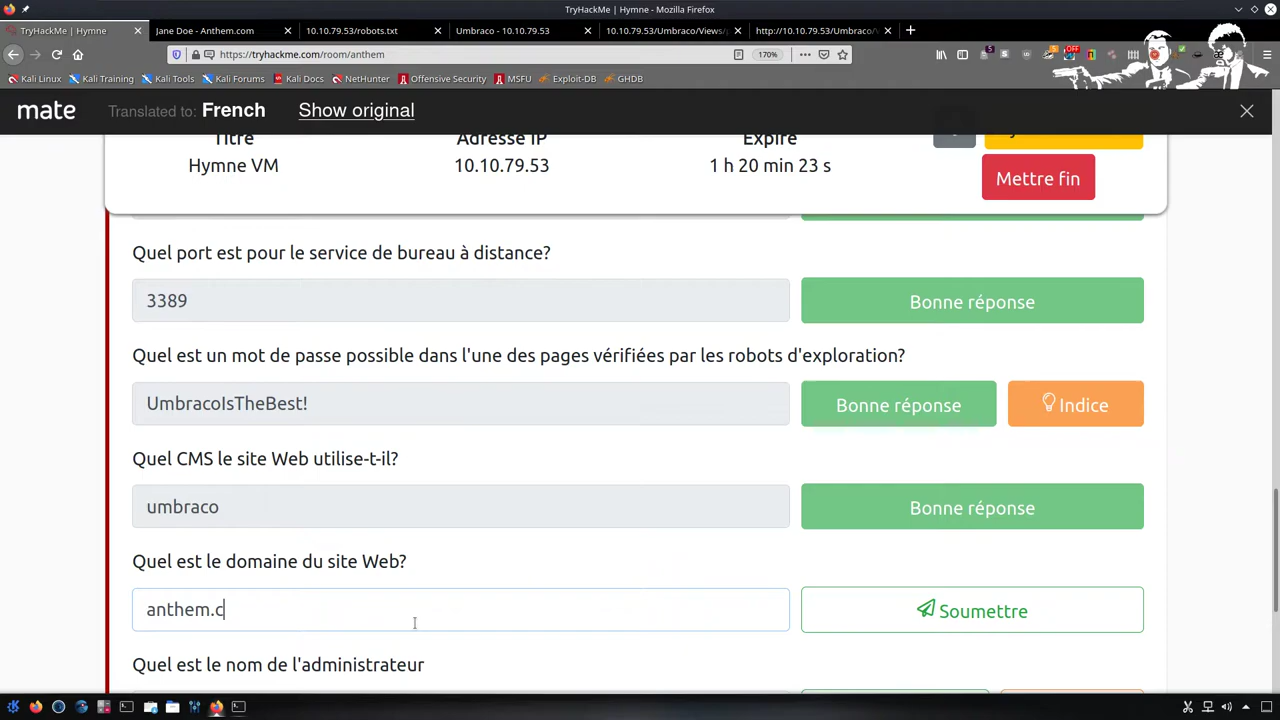 TryHackMe | Hymne - Mozilla Firefox
TryHackMe | Hymne
Jane Doe - Anthem.com
10.10.79.53/robots.txt
Umbraco - 10.10.79.53
10.10.79.53/Umbraco/Views/
http://10.10.79.53/Umbraco/V
https://tryhackme.com/room/anthem
170%
Kali Linux
Kali Training
Kali Tools
Kali Forums
Kali Docs
NetHunter
Offensive Security
MSFU
Exploit-DB
GHDB
mate
Translated to: French
Show original
Titre
Adresse IP
Expire
Hymne VM
10.10.79.53
1 h 20 min 23 s
Mettre fin
Quel port est pour le service de bureau à distance?
3389
Bonne réponse
Quel est un mot de passe possible dans l'une des pages vérifiées par les robots d'exploration?
UmbracoIsTheBest!
Bonne réponse
Indice
Quel CMS le site Web utilise-t-il?
umbraco
Bonne réponse
Quel est le domaine du site Web?
anthem.c
Soumettre
Quel est le nom de l'administrateur